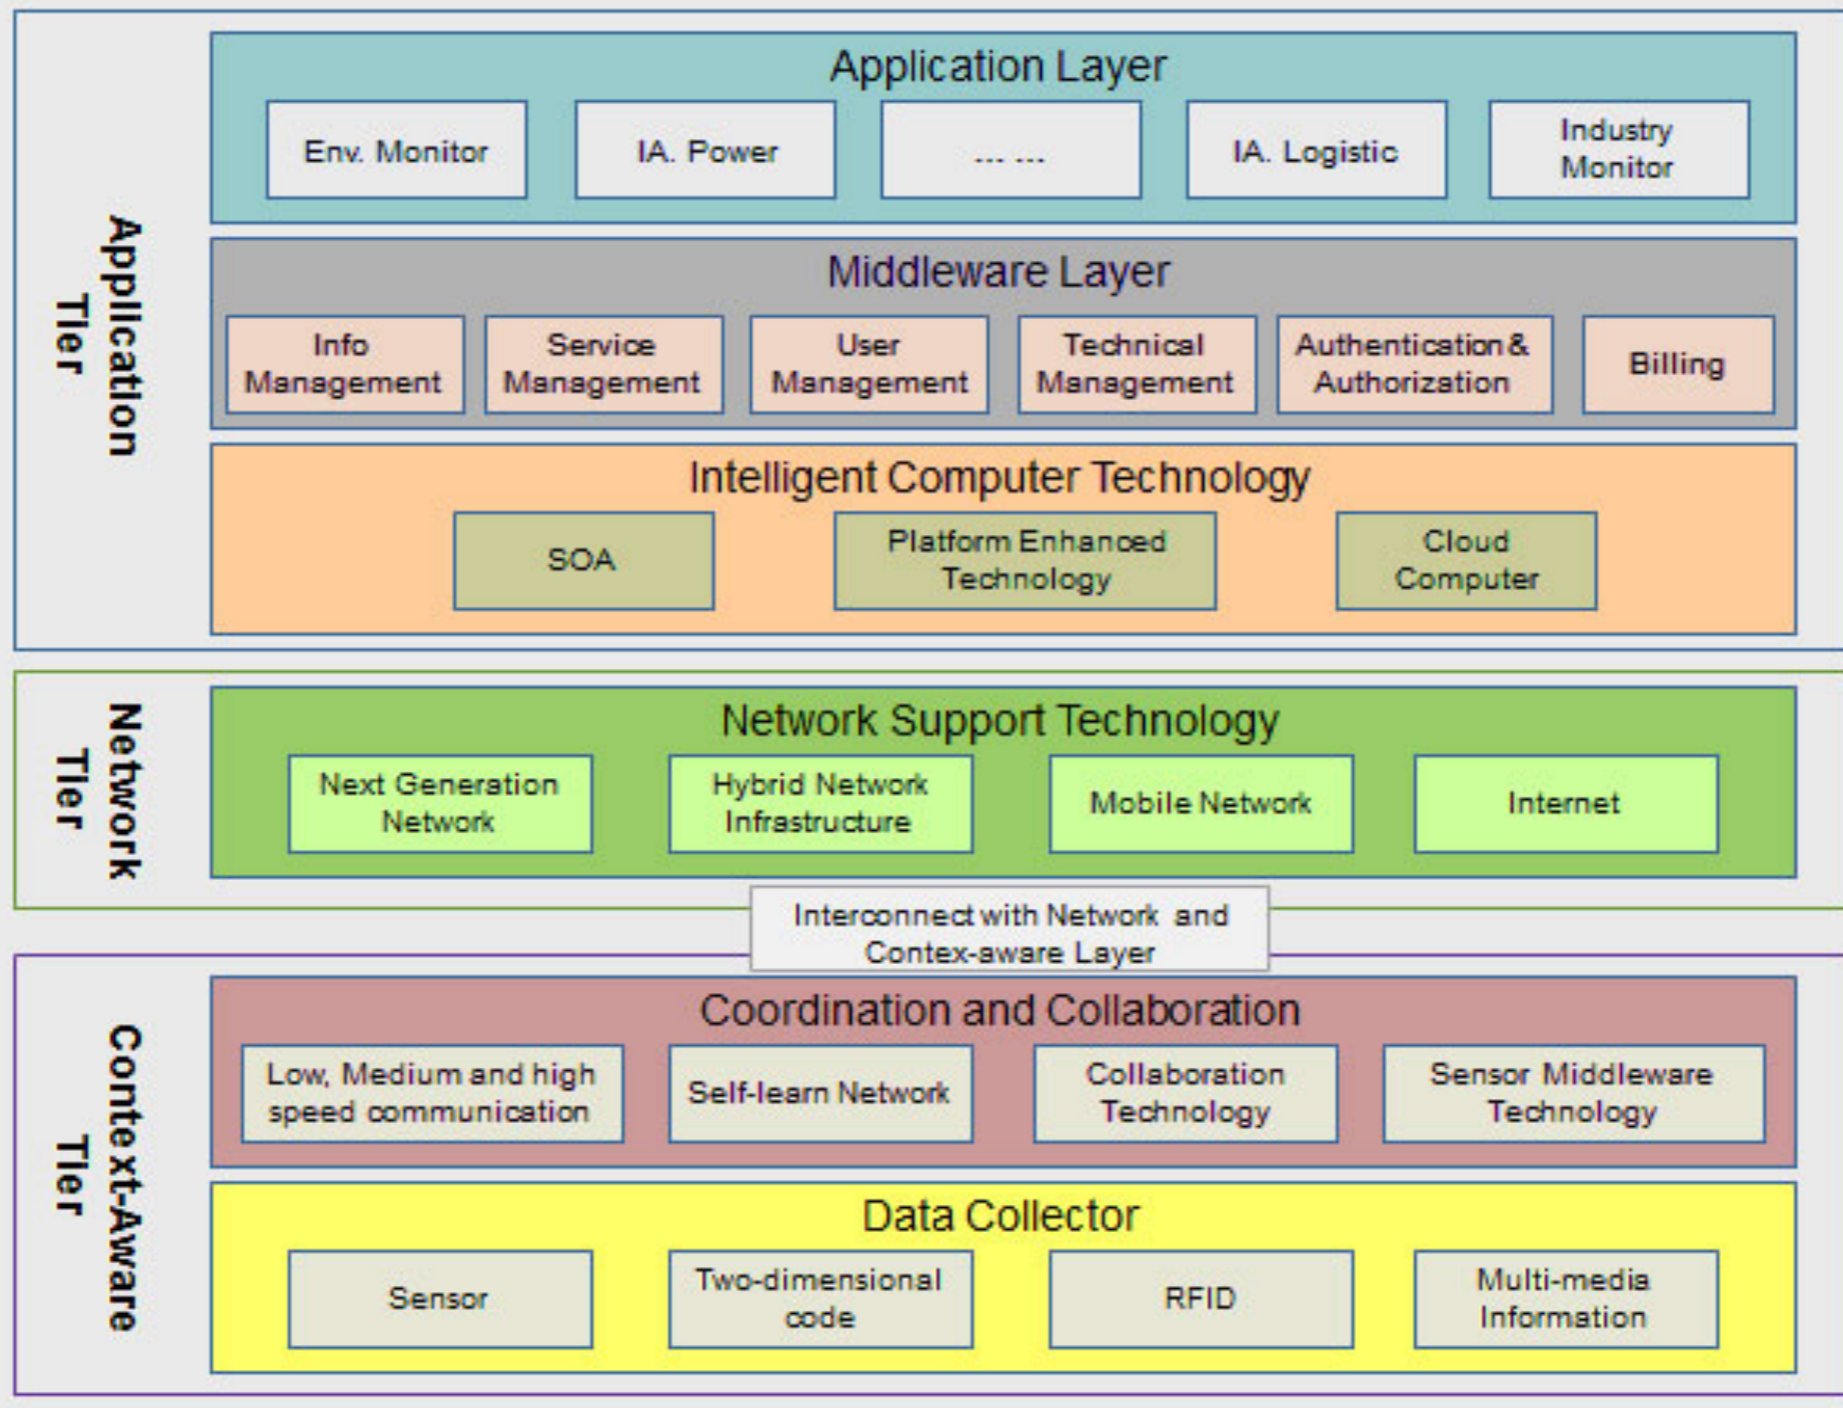 Application
Tier
Application Layer
Env. Monitor
IA. Power
... ...
IA. Logistic
Industry
Monitor
Middleware Layer
Info
Management
Service
Management
User
Management
Technical
Management
Authentication &
Authorization
Billing
Intelligent Computer Technology
SOA
Platform Enhanced
Technology
Cloud
Computer
Network
Tier
Network Support Technology
Next Generation
Network
Hybrid Network
Infrastructure
Mobile Network
Internet
Interconnect with Network and
Contex-aware Layer
Context-Aware
Tier
Coordination and Collaboration
Low, Medium and high
speed communication
Self-learn Network
Collaboration
Technology
Sensor Middleware
Technology
Data Collector
Sensor
Two-dimensional
code
RFID
Multi-media
Information